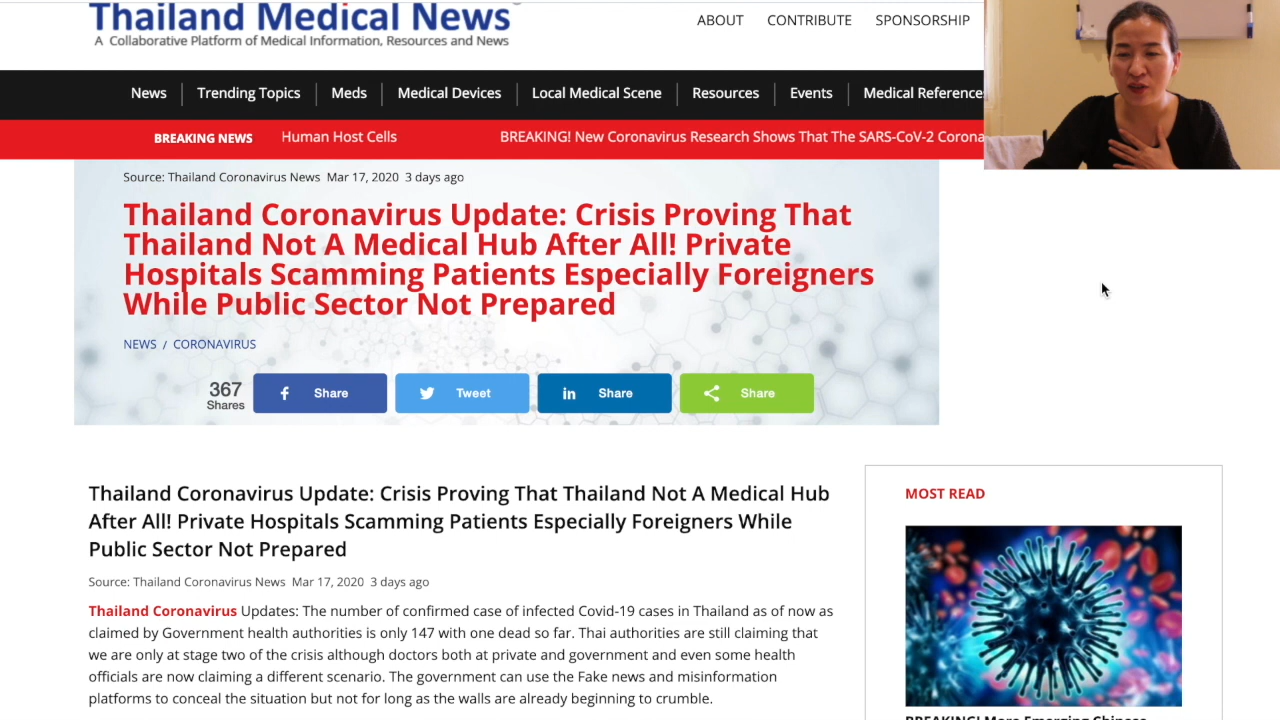 Thailand Medical News
A Collaborative Platform of Medical Information, Resources and News
ABOUT CONTRIBUTE SPONSORSHIP
News Trending Topics Meds Medical Devices Local Medical Scene Resources Events Medical Reference
BREAKING NEWS Human Host Cells BREAKING! New Coronavirus Research Shows That The SARS-CoV-2 Corona
Source: Thailand Coronavirus News Mar 17, 2020 3 days ago
Thailand Coronavirus Update: Crisis Proving That
Thailand Not A Medical Hub After All! Private
Hospitals Scamming Patients Especially Foreigners
While Public Sector Not Prepared
NEWS / CORONAVIRUS
367
Shares
Share Tweet Share Share
Thailand Coronavirus Update: Crisis Proving That Thailand Not A Medical Hub
After All! Private Hospitals Scamming Patients Especially Foreigners While
Public Sector Not Prepared
Source: Thailand Coronavirus News Mar 17, 2020 3 days ago
Thailand Coronavirus Updates: The number of confirmed case of infected Covid-19 cases in Thailand as of now as
claimed by Government health authorities is only 147 with one dead so far. Thai authorities are still claiming that
we are only at stage two of the crisis although doctors both at private and government and even some health
officials are now claiming a different scenario. The government can use the Fake news and misinformation
platforms to conceal the situation but not for long as the walls are already beginning to crumble.
MOST READ
BREAKING! More Emerging Chinese